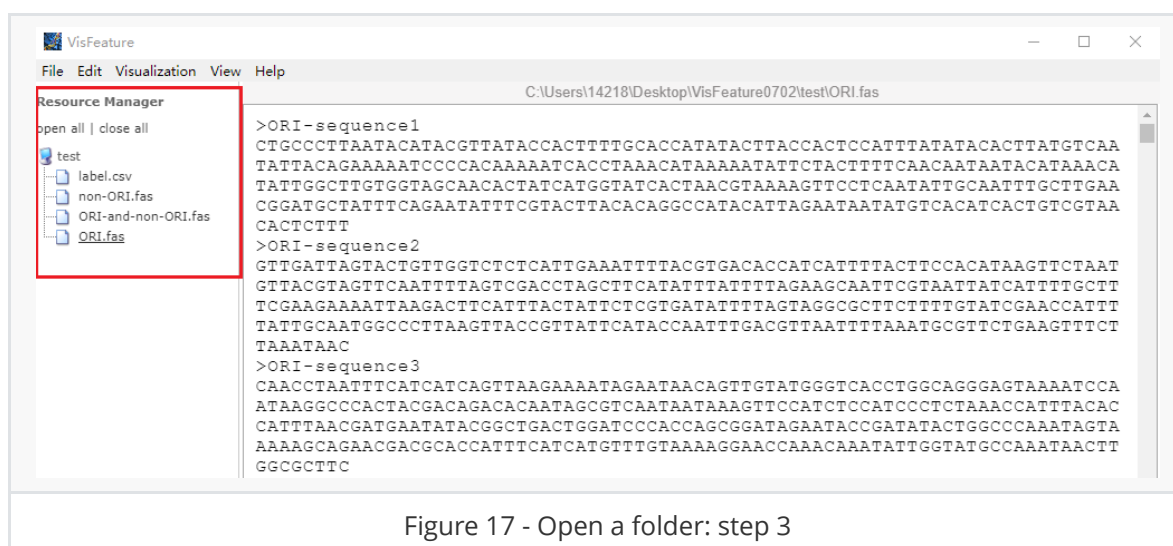 VisFeature
File Edit Visualization View Help
Resource Manager
C:\Users\14218\Desktop\VisFeature0702\test\ORI.fas
open all | close all
test
label.csv
non-ORI.fas
ORI-and-non-ORI.fas
ORI.fas
>ORI-sequence1
CTGCCCTTAATACATACGTTATACCACTTTTGCACCATATACTTACCACTCCATTTATATACACTTATGTCAA
TATTACAGAAAAATCCCCACAAAAATCACCTAAACATAAAAATATTCTACTTTTCAACAATAATACATAAACA
TATTGGCTTGTGGTAGCAACACTATCATGGTATCACTAACGTAAAAGTTCCTCAATATTGCAATTTGCTTGAA
CGGATGCTATTTCAGAATATTTCGTACTTACACAGGCCATACATTAGAATAATATGTCACATCACTGTCGTAA
CACTCTTT
>ORI-sequence2
GTTGATTAGTACTGTTGGTCTCTCATTGAAATTTTACGTGACACCATCATTTTACTTCCACATAAGTTCTAAT
GTTACGTAGTTCAATTTTAGTCGACCTAGCTTCATATTTATTTTAGAAGCAATTCGTAATTATCATTTTGCTT
TCGAAGAAAATTAAGACTTCATTTACTATTCTCGTGATATTTTAGTAGGCGCTTCTTTTGTATCGAACCATTT
TATTGCAATGGCCCTTAAGTTACCGTTATTCATACCAATTTGACGTTAATTTTAAATGCGTTCTGAAGTTTCT
TAAATAAC
>ORI-sequence3
CAACCTAATTTCATCATCAGTTAAGAAAATAGAATAACAGTTGTATGGGTCACCTGGCAGGGAGTAAAATCCA
ATAAGGCCCACTACGACAGACACAATAGCGTCAATAATAAAGTTCCATCTCCATCCCTCTAAACCATTTACAC
CATTTAACGATGAATATACGGCTGACTGGATCCCACCAGCGGATAGAATACCGATATACTGGCCCAAATAGTA
AAAAGCAGAACGACGCACCATTTCATCATGTTTGTAAAAGGAACCAAACAAATATTGGTATGCCAAATAACTT
GGCGCTTC
Figure 17 - Open a folder: step 3